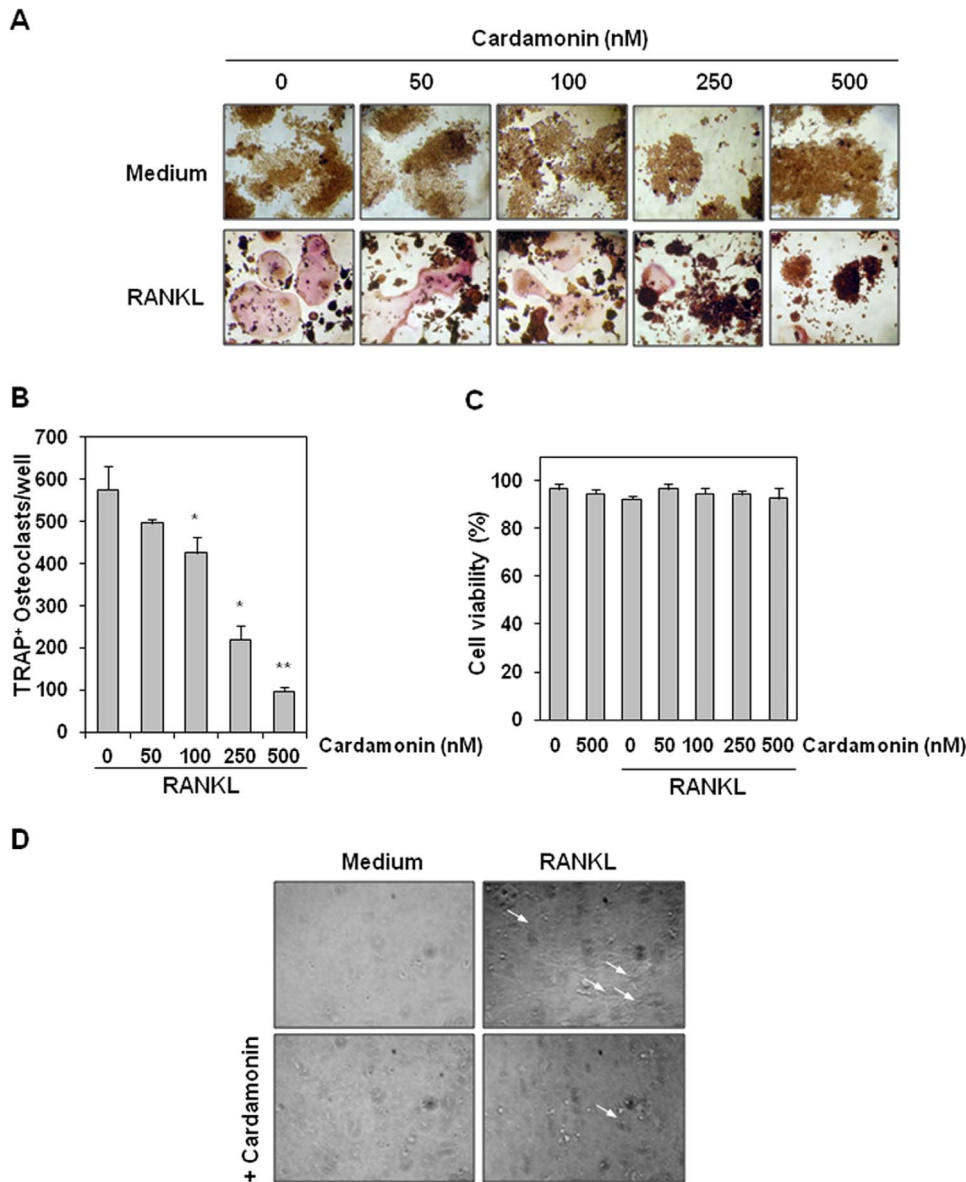 A
Cardamonin (nM)
0 50 100 250 500
Medium
RANKL
B
700
600
500
400
300
200
100
0
TRAP+ Osteoclasts/well
*
*
**
0 50 100 250 500 Cardamonin (nM)
RANKL
C
100
80
60
40
20
0
Cell viability (%)
0 500 0 50 100 250 500 Cardamonin (nM)
RANKL
D
Medium RANKL
+ Cardamonin